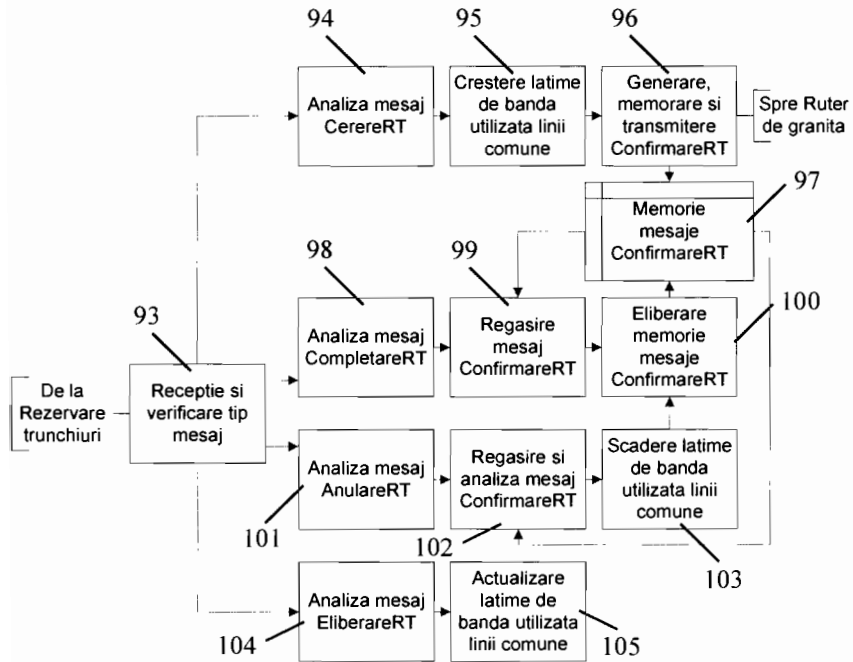 94
95
96
Analiza mesaj
CerereRT
Crestere latime
de banda
utilizata linii
comune
Generare,
memorare si
transmitere
ConfirmareRT
Spre Ruter
de granita
97
Memorie
mesaje
ConfirmareRT
98
99
100
93
Analiza mesaj
CompletareRT
Regasire
mesaj
ConfirmareRT
Eliberare
memorie
mesaje
ConfirmareRT
De la
Rezervare
trunchiuri
Receptie si
verificare tip
mesaj
Analiza mesaj
AnulareRT
Regasire si
analiza mesaj
ConfirmareRT
Scadere latime
de banda
utilizata linii
comune
101
102
103
Analiza mesaj
EliberareRT
Actualizare
latime de
banda utilizata
linii comune
104
105